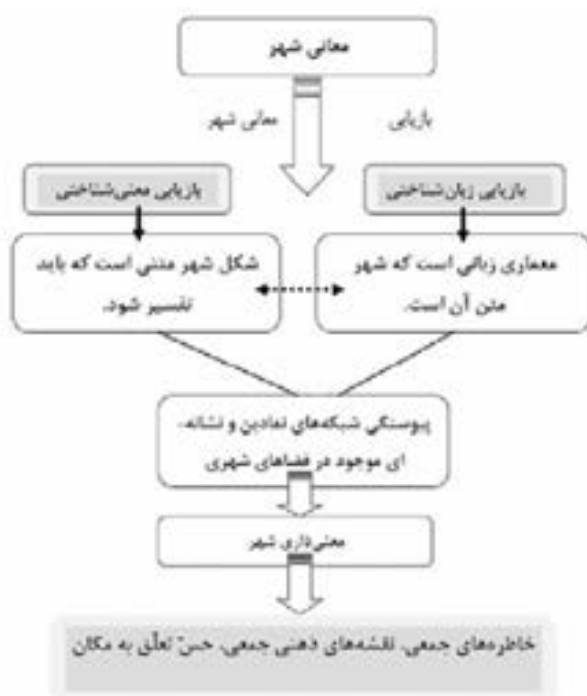 معانی شهر
بازیابی معانی شهر
بازیابی زبان‌شناختی
بازیابی معنی‌شناختی
معماری زبانی است که شهر
متن آن است.
شکل شهر متنی است که باید
تفسیر شود.
پیوستگی شبکه‌های نمادین و نشانه-
ای موجود در فضاهای شهری
معنی‌داری شهر
خاطره‌های جمعی، نقشه‌های ذهنی جمعی، حسّ تعلّق به مکان